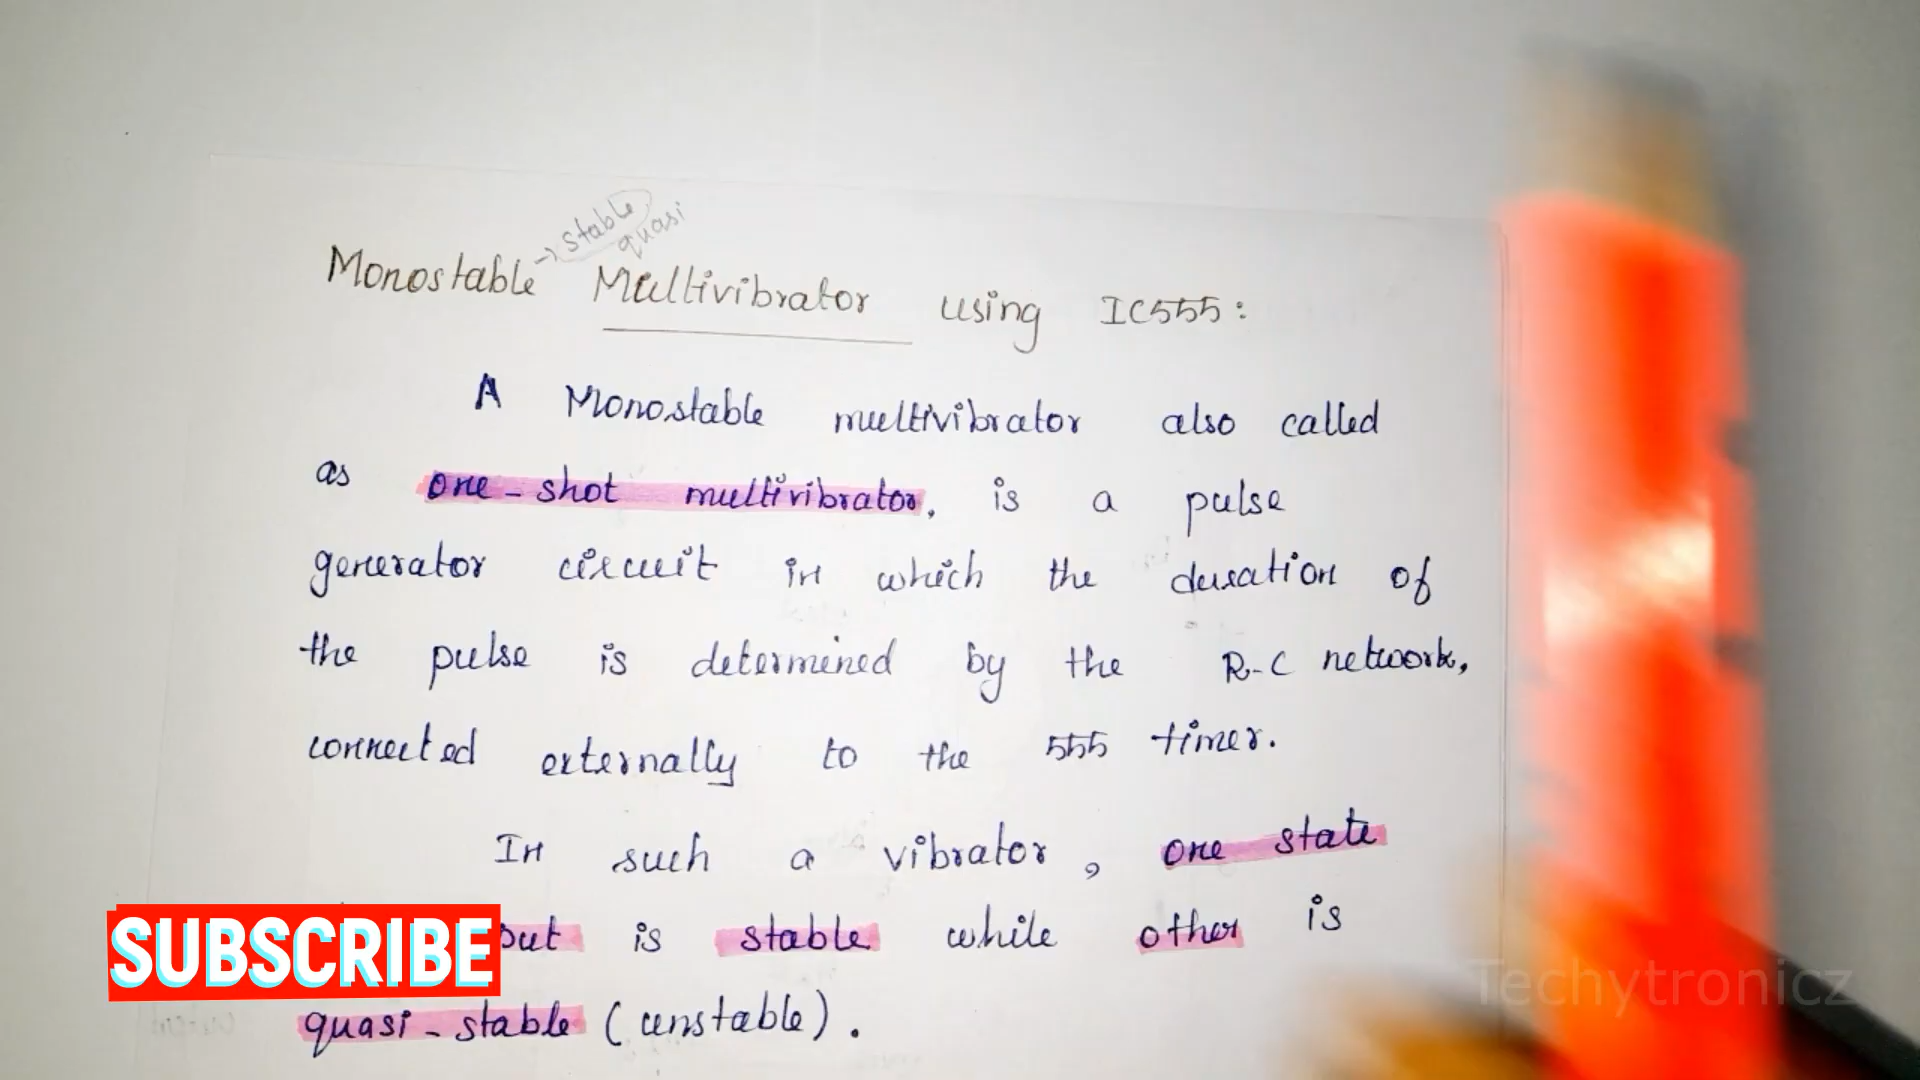 → stable
quasi
Monostable Multivibrator using IC555:
A Monostable multivibrator also called
as one-shot multivibrator, is a pulse
generator circuit in which the duration of
the pulse is determined by the R-C network,
connected externally to the 555 timer.
In such a vibrator, one state
put is stable while other is
quasi-stable (unstable).
SUBSCRIBE
Techytronicz